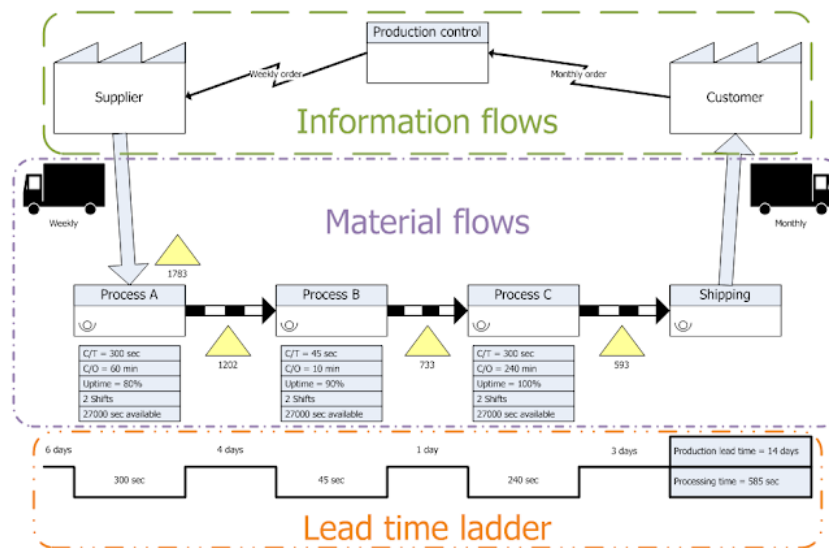 Production control
Supplier
Weekly order
Monthly order
Customer
Information flows
Weekly
Material flows
Monthly
1783
Process A
Process B
Process C
Shipping
1202
733
593
C/T = 300 sec
C/O = 60 min
Uptime = 80%
2 Shifts
27000 sec available
C/T = 45 sec
C/O = 10 min
Uptime = 90%
2 Shifts
27000 sec available
C/T = 300 sec
C/O = 240 min
Uptime = 100%
2 Shifts
27000 sec available
6 days
4 days
1 day
3 days
Production lead time = 14 days
300 sec
45 sec
240 sec
Processing time = 585 sec
Lead time ladder